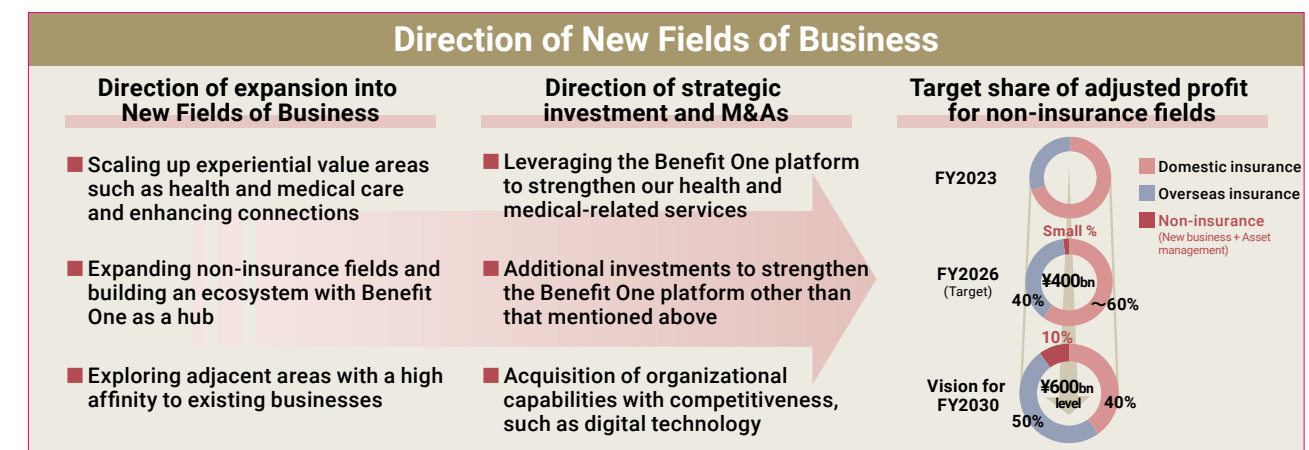 Direction of New Fields of Business
Direction of expansion into
New Fields of Business
■ Scaling up experiential value areas
such as health and medical care
and enhancing connections
■ Expanding non-insurance fields and
building an ecosystem with Benefit
One as a hub
■ Exploring adjacent areas with a high
affinity to existing businesses
Direction of strategic
investment and M&As
■ Leveraging the Benefit One platform
to strengthen our health and
medical-related services
■ Additional investments to strengthen
the Benefit One platform other than
that mentioned above
■ Acquisition of organizational
capabilities with competitiveness,
such as digital technology
Target share of adjusted profit
for non-insurance fields
FY2023
Domestic insurance
Overseas insurance
Non-insurance
(New business + Asset
management)
Small %
FY2026
(Target)
¥400bn
40%
～60%
10%
Vision for
FY2030
¥600bn
level
40%
50%